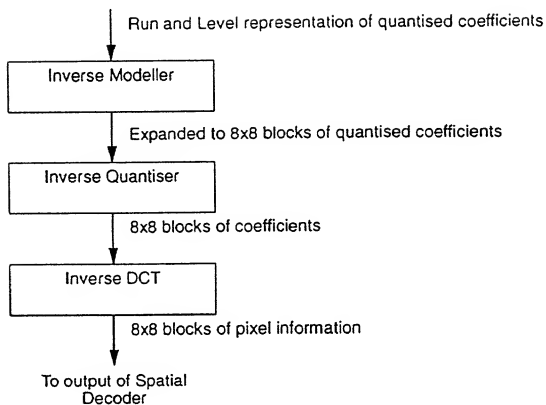 Run and Level representation of quantised coefficients
Inverse Modeller
Expanded to 8x8 blocks of quantised coefficients
Inverse Quantiser
8x8 blocks of coefficients
Inverse DCT
8x8 blocks of pixel information
To output of Spatial
Decoder